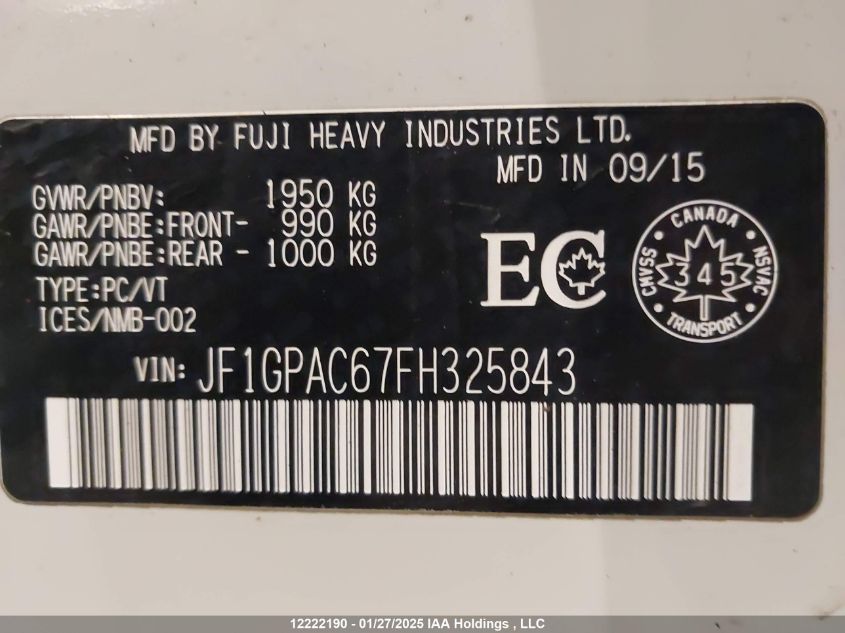 MFD BY FUJI HEAVY INDUSTRIES LTD.
MFD IN 09/15
GVWR/PNBV: 1950 KG
GAWR/PNBE:FRONT- 990 KG
GAWR/PNBE:REAR - 1000 KG
TYPE:PC/VT
ICES/NMB-002
EC
CANADA
CMVSS 345 NSVAC
TRANSPORT
VIN: JF1GPAC67FH325843
12222190 - 01/27/2025 IAA Holdings , LLC